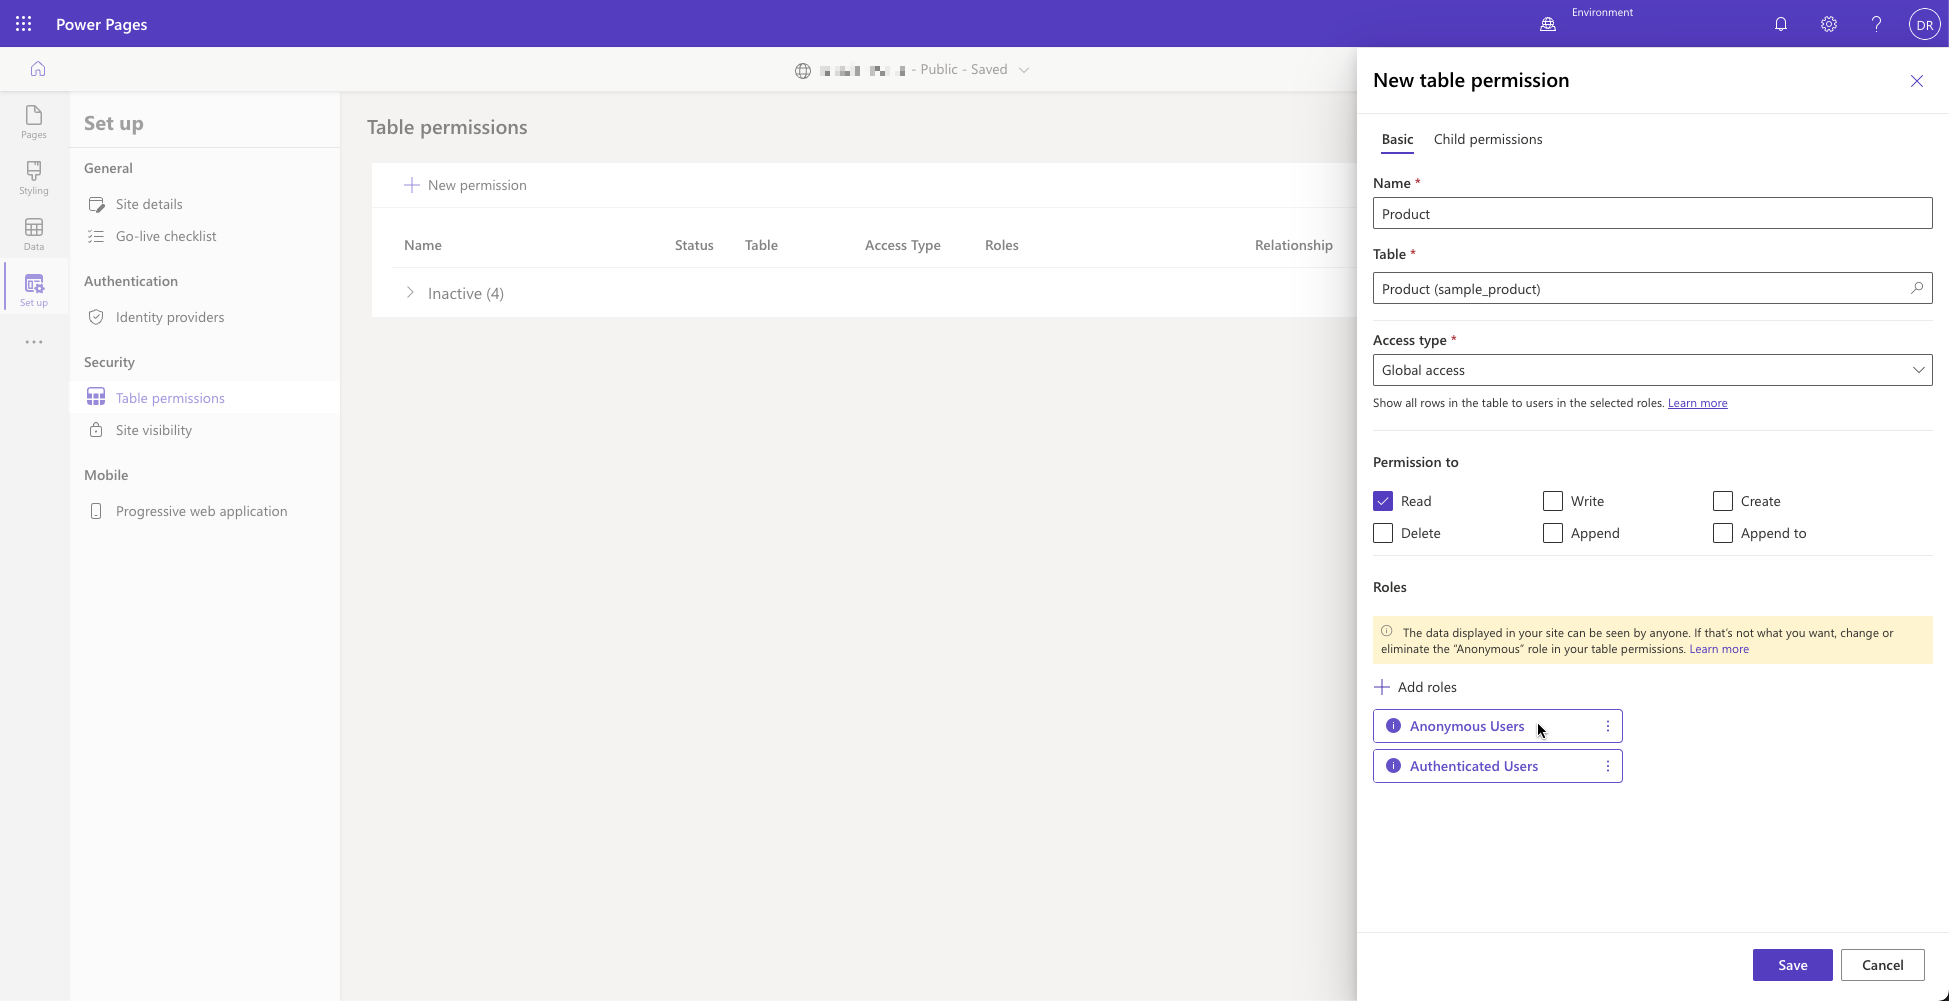 Power Pages
Environment
DR
- Public - Saved
Pages
Styling
Data
Set up
Set up
General
Site details
Go-live checklist
Authentication
Identity providers
Security
Table permissions
Site visibility
Mobile
Progressive web application
Table permissions
New permission
Name Status Table Access Type Roles Relationship
Inactive (4)
New table permission
Basic Child permissions
Name *
Product
Table *
Product (sample_product)
Access type *
Global access
Show all rows in the table to users in the selected roles. Learn more
Permission to
Read Write Create
Delete Append Append to
Roles
The data displayed in your site can be seen by anyone. If that's not what you want, change or
eliminate the "Anonymous" role in your table permissions. Learn more
Add roles
Anonymous Users
Authenticated Users
Save Cancel